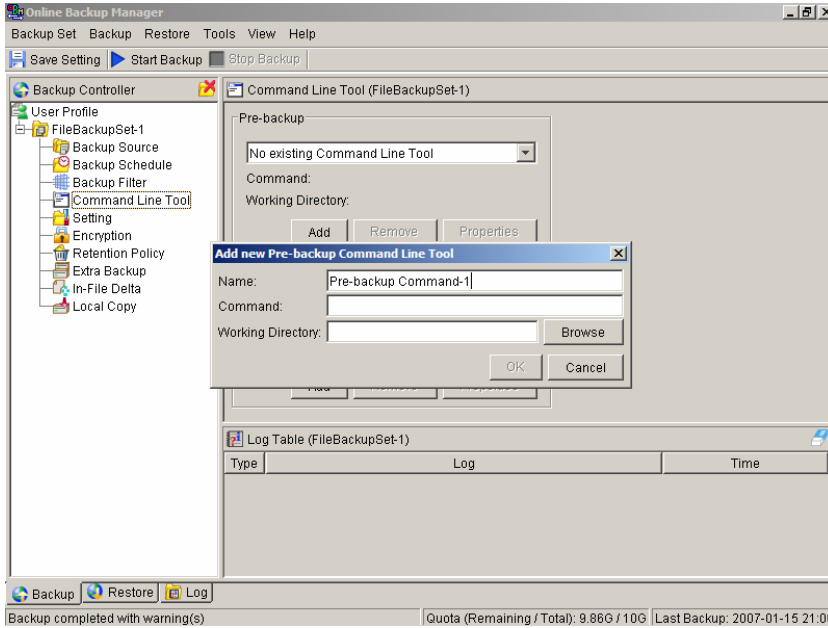 Online Backup Manager
Backup Set Backup Restore Tools View Help
Save Setting Start Backup Stop Backup
Backup Controller
User Profile
FileBackupSet-1
Backup Source
Backup Schedule
Backup Filter
Command Line Tool
Setting
Encryption
Retention Policy
Extra Backup
In-File Delta
Local Copy
Command Line Tool (FileBackupSet-1)
Pre-backup
No existing Command Line Tool
Command:
Working Directory:
Add Remove Properties
Add new Pre-backup Command Line Tool
Name: Pre-backup Command-1
Command:
Working Directory: Browse
OK Cancel
Add Remove Properties
Log Table (FileBackupSet-1)
Type Log Time
Backup Restore Log
Backup completed with warning(s) Quota (Remaining / Total): 9.86G / 10G Last Backup: 2007-01-15 21:0